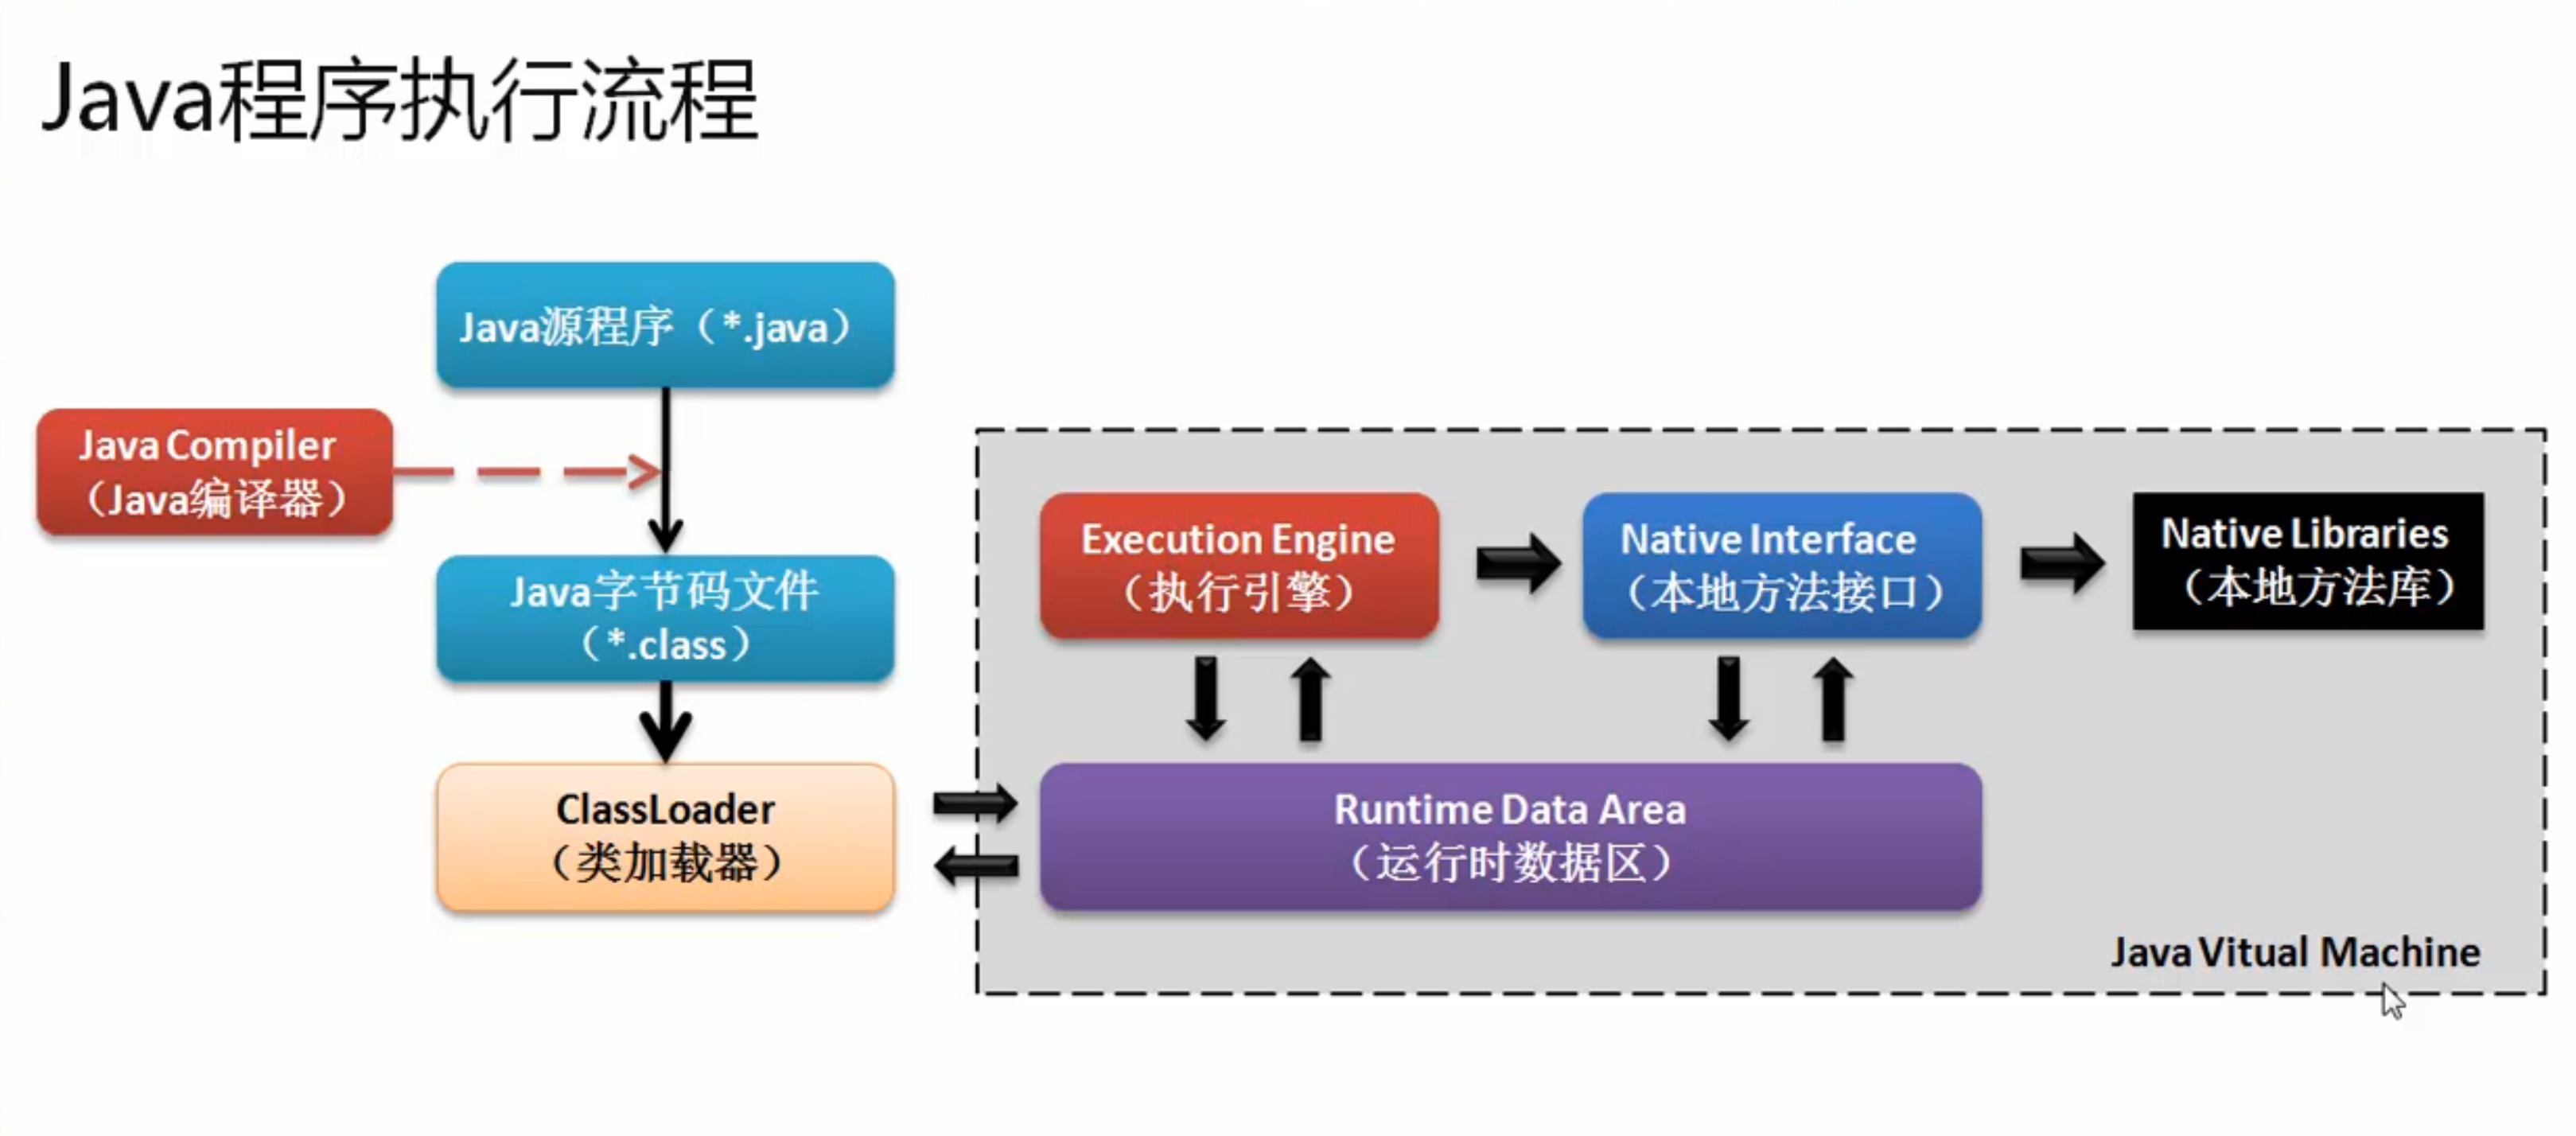 Java程序执行流程
Java源程序（*.java）
Java Compiler
（Java编译器）
Java字节码文件
（*.class）
ClassLoader
（类加载器）
Execution Engine
（执行引擎）
Native Interface
（本地方法接口）
Native Libraries
（本地方法库）
Runtime Data Area
（运行时数据区）
Java Vitual Machine